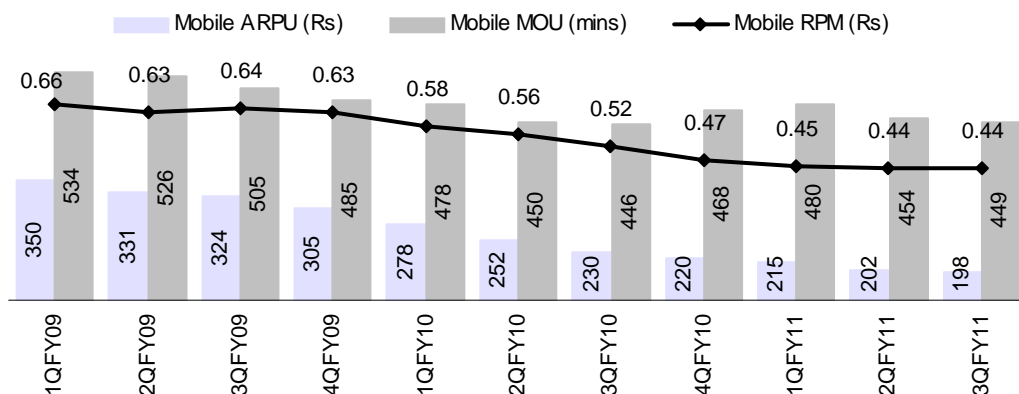 Mobile ARPU (Rs) Mobile MOU (mins) Mobile RPM (Rs)
0.66 0.63 0.64 0.63 0.58 0.56 0.52 0.47 0.45 0.44 0.44
534 526 505 485 478 450 446 468 480 454 449
350 331 324 305 278 252 230 220 215 202 198
1QFY09 2QFY09 3QFY09 4QFY09 1QFY10 2QFY10 3QFY10 4QFY10 1QFY11 2QFY11 3QFY11